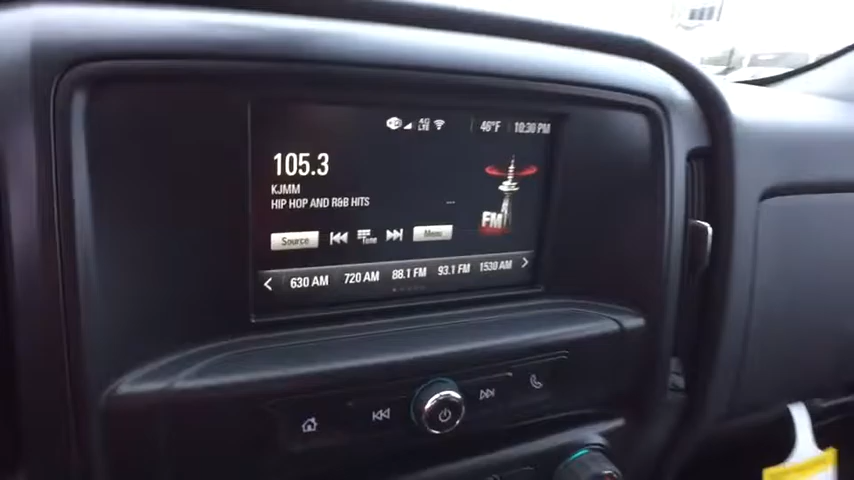 4G
LTE
46°F
10:30 PM
105.3
KJMM
HIP HOP AND R&B HITS
---
FM
Source
Tune
Menu
630 AM
720 AM
88.1 FM
93.1 FM
1530 AM